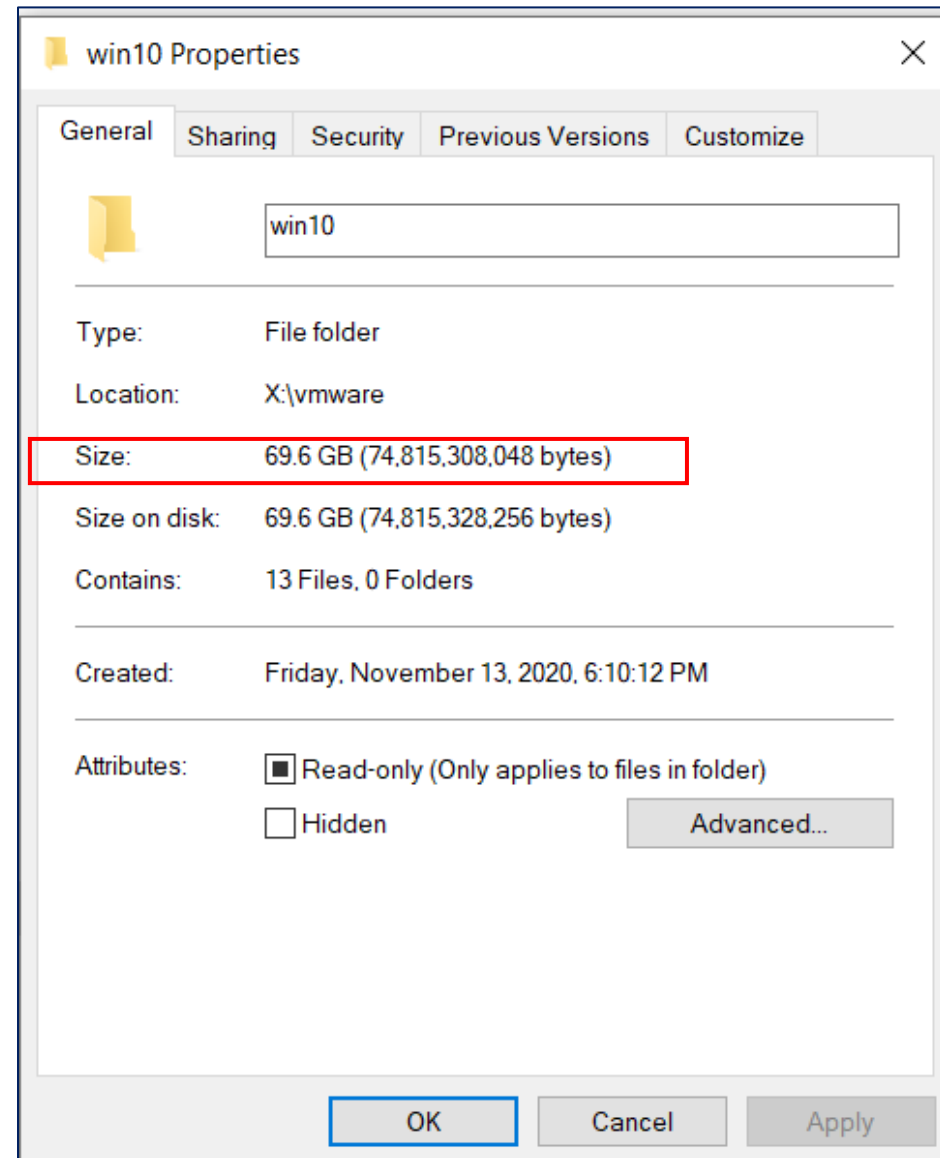 win10 Properties
General Sharing Security Previous Versions Customize
win10
Type: File folder
Location: X:\vmware
Size: 69.6 GB (74,815,308,048 bytes)
Size on disk: 69.6 GB (74,815,328,256 bytes)
Contains: 13 Files, 0 Folders
Created: Friday, November 13, 2020, 6:10:12 PM
Attributes: Read-only (Only applies to files in folder)
Hidden Advanced...
OK Cancel Apply